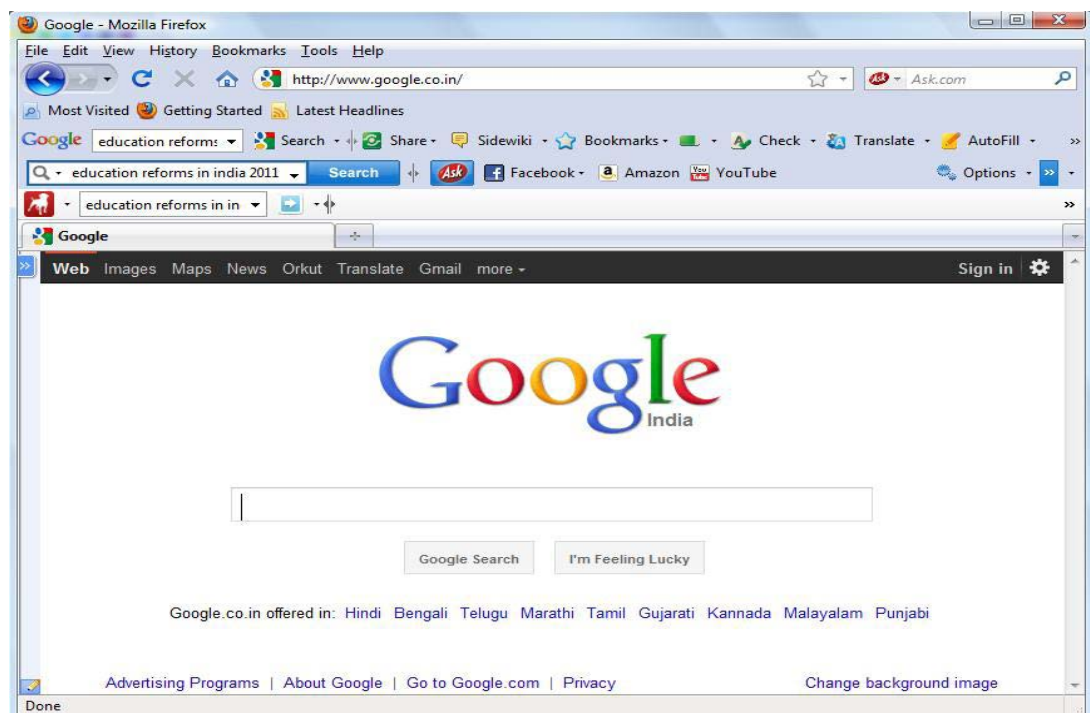 Google - Mozilla Firefox
File Edit View History Bookmarks Tools Help
http://www.google.co.in/ Ask.com
Most Visited Getting Started Latest Headlines
Google education reforms Search Share Sidewiki Bookmarks Check Translate AutoFill »
education reforms in india 2011 Search Ask Facebook a Amazon You Tube YouTube Options »
education reforms in in »
Google
» Web Images Maps News Orkut Translate Gmail more Sign in
Google
India
Google Search I'm Feeling Lucky
Google.co.in offered in: Hindi Bengali Telugu Marathi Tamil Gujarati Kannada Malayalam Punjabi
Advertising Programs | About Google | Go to Google.com | Privacy Change background image
Done